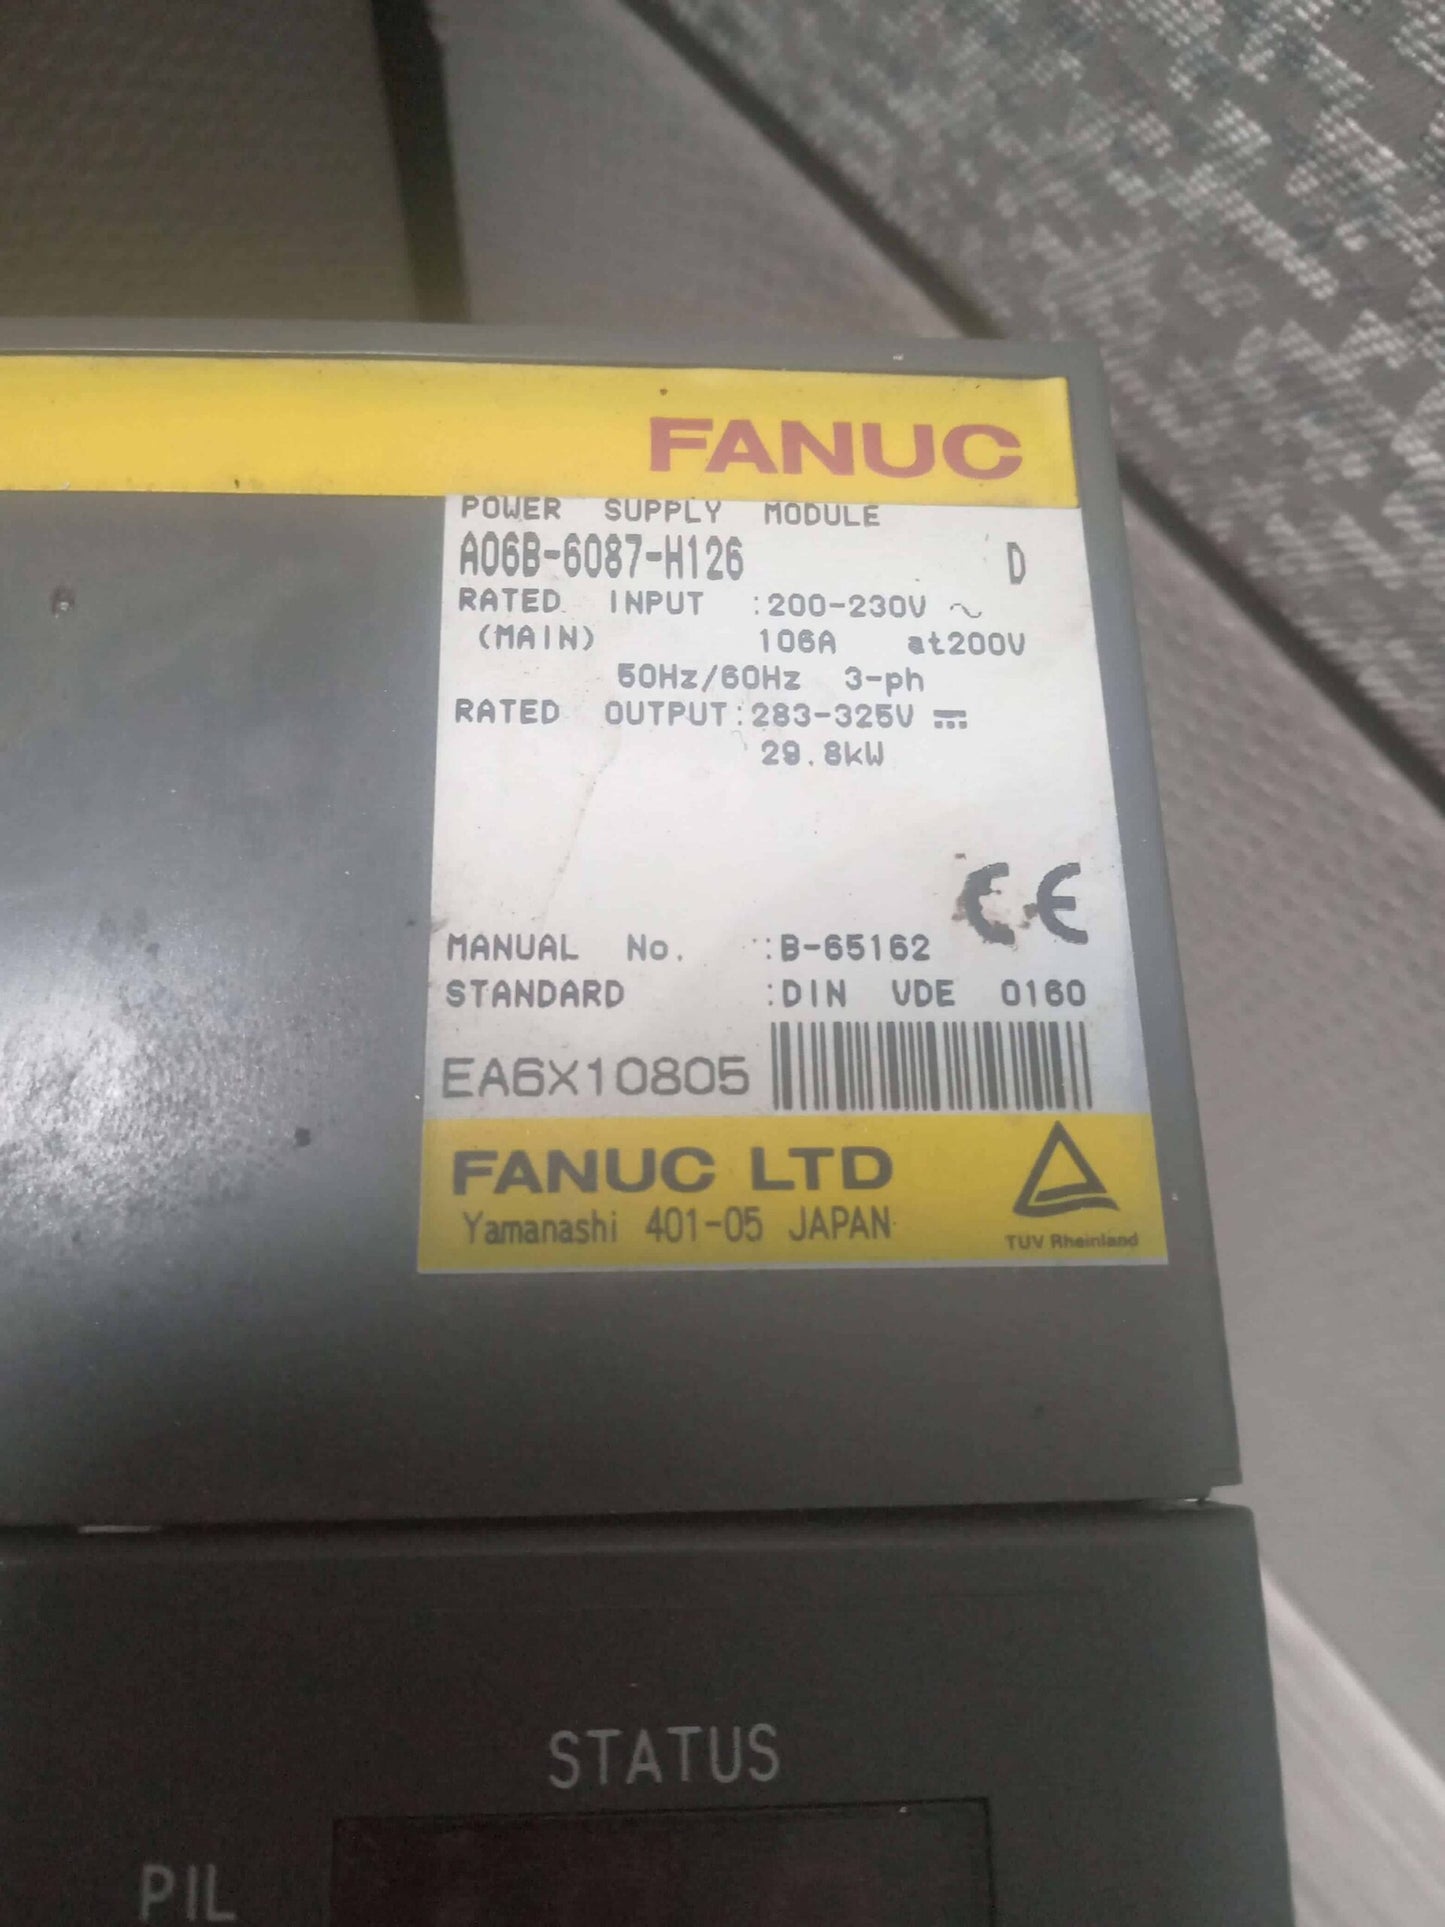 FANUC
POWER SUPPLY MODULE
A06B-6087-H126 D
RATED INPUT :200-230V ~
(MAIN) 106A at200V
50Hz/60Hz 3-ph
RATED OUTPUT:283-325V ⎓
29.8kW
CE
MANUAL No. :B-65162
STANDARD :DIN VDE 0160
EA6X10805
FANUC LTD
Yamanashi 401-05 JAPAN
TUV Rheinland
STATUS
PIL